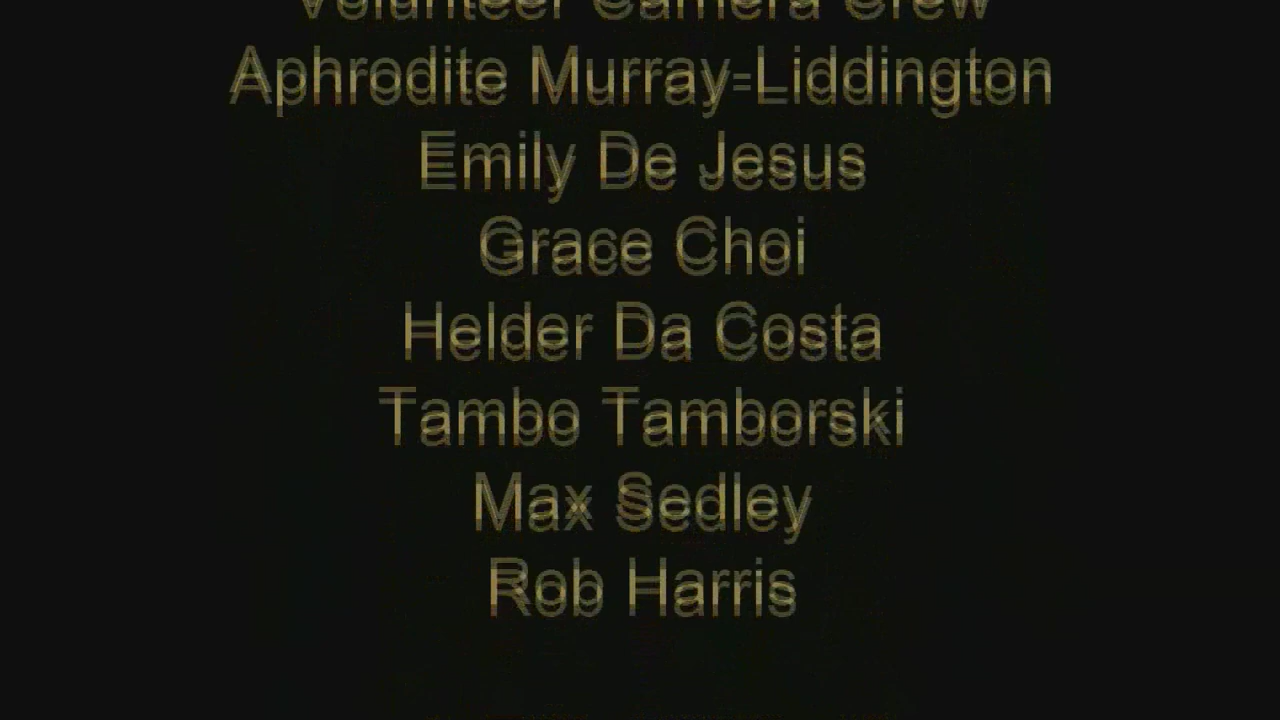 Volunteer Camera Crew
Aphrodite Murray-Liddington
Emily De Jesus
Grace Choi
Helder Da Costa
Tambo Tamborski
Max Sedley
Rob Harris